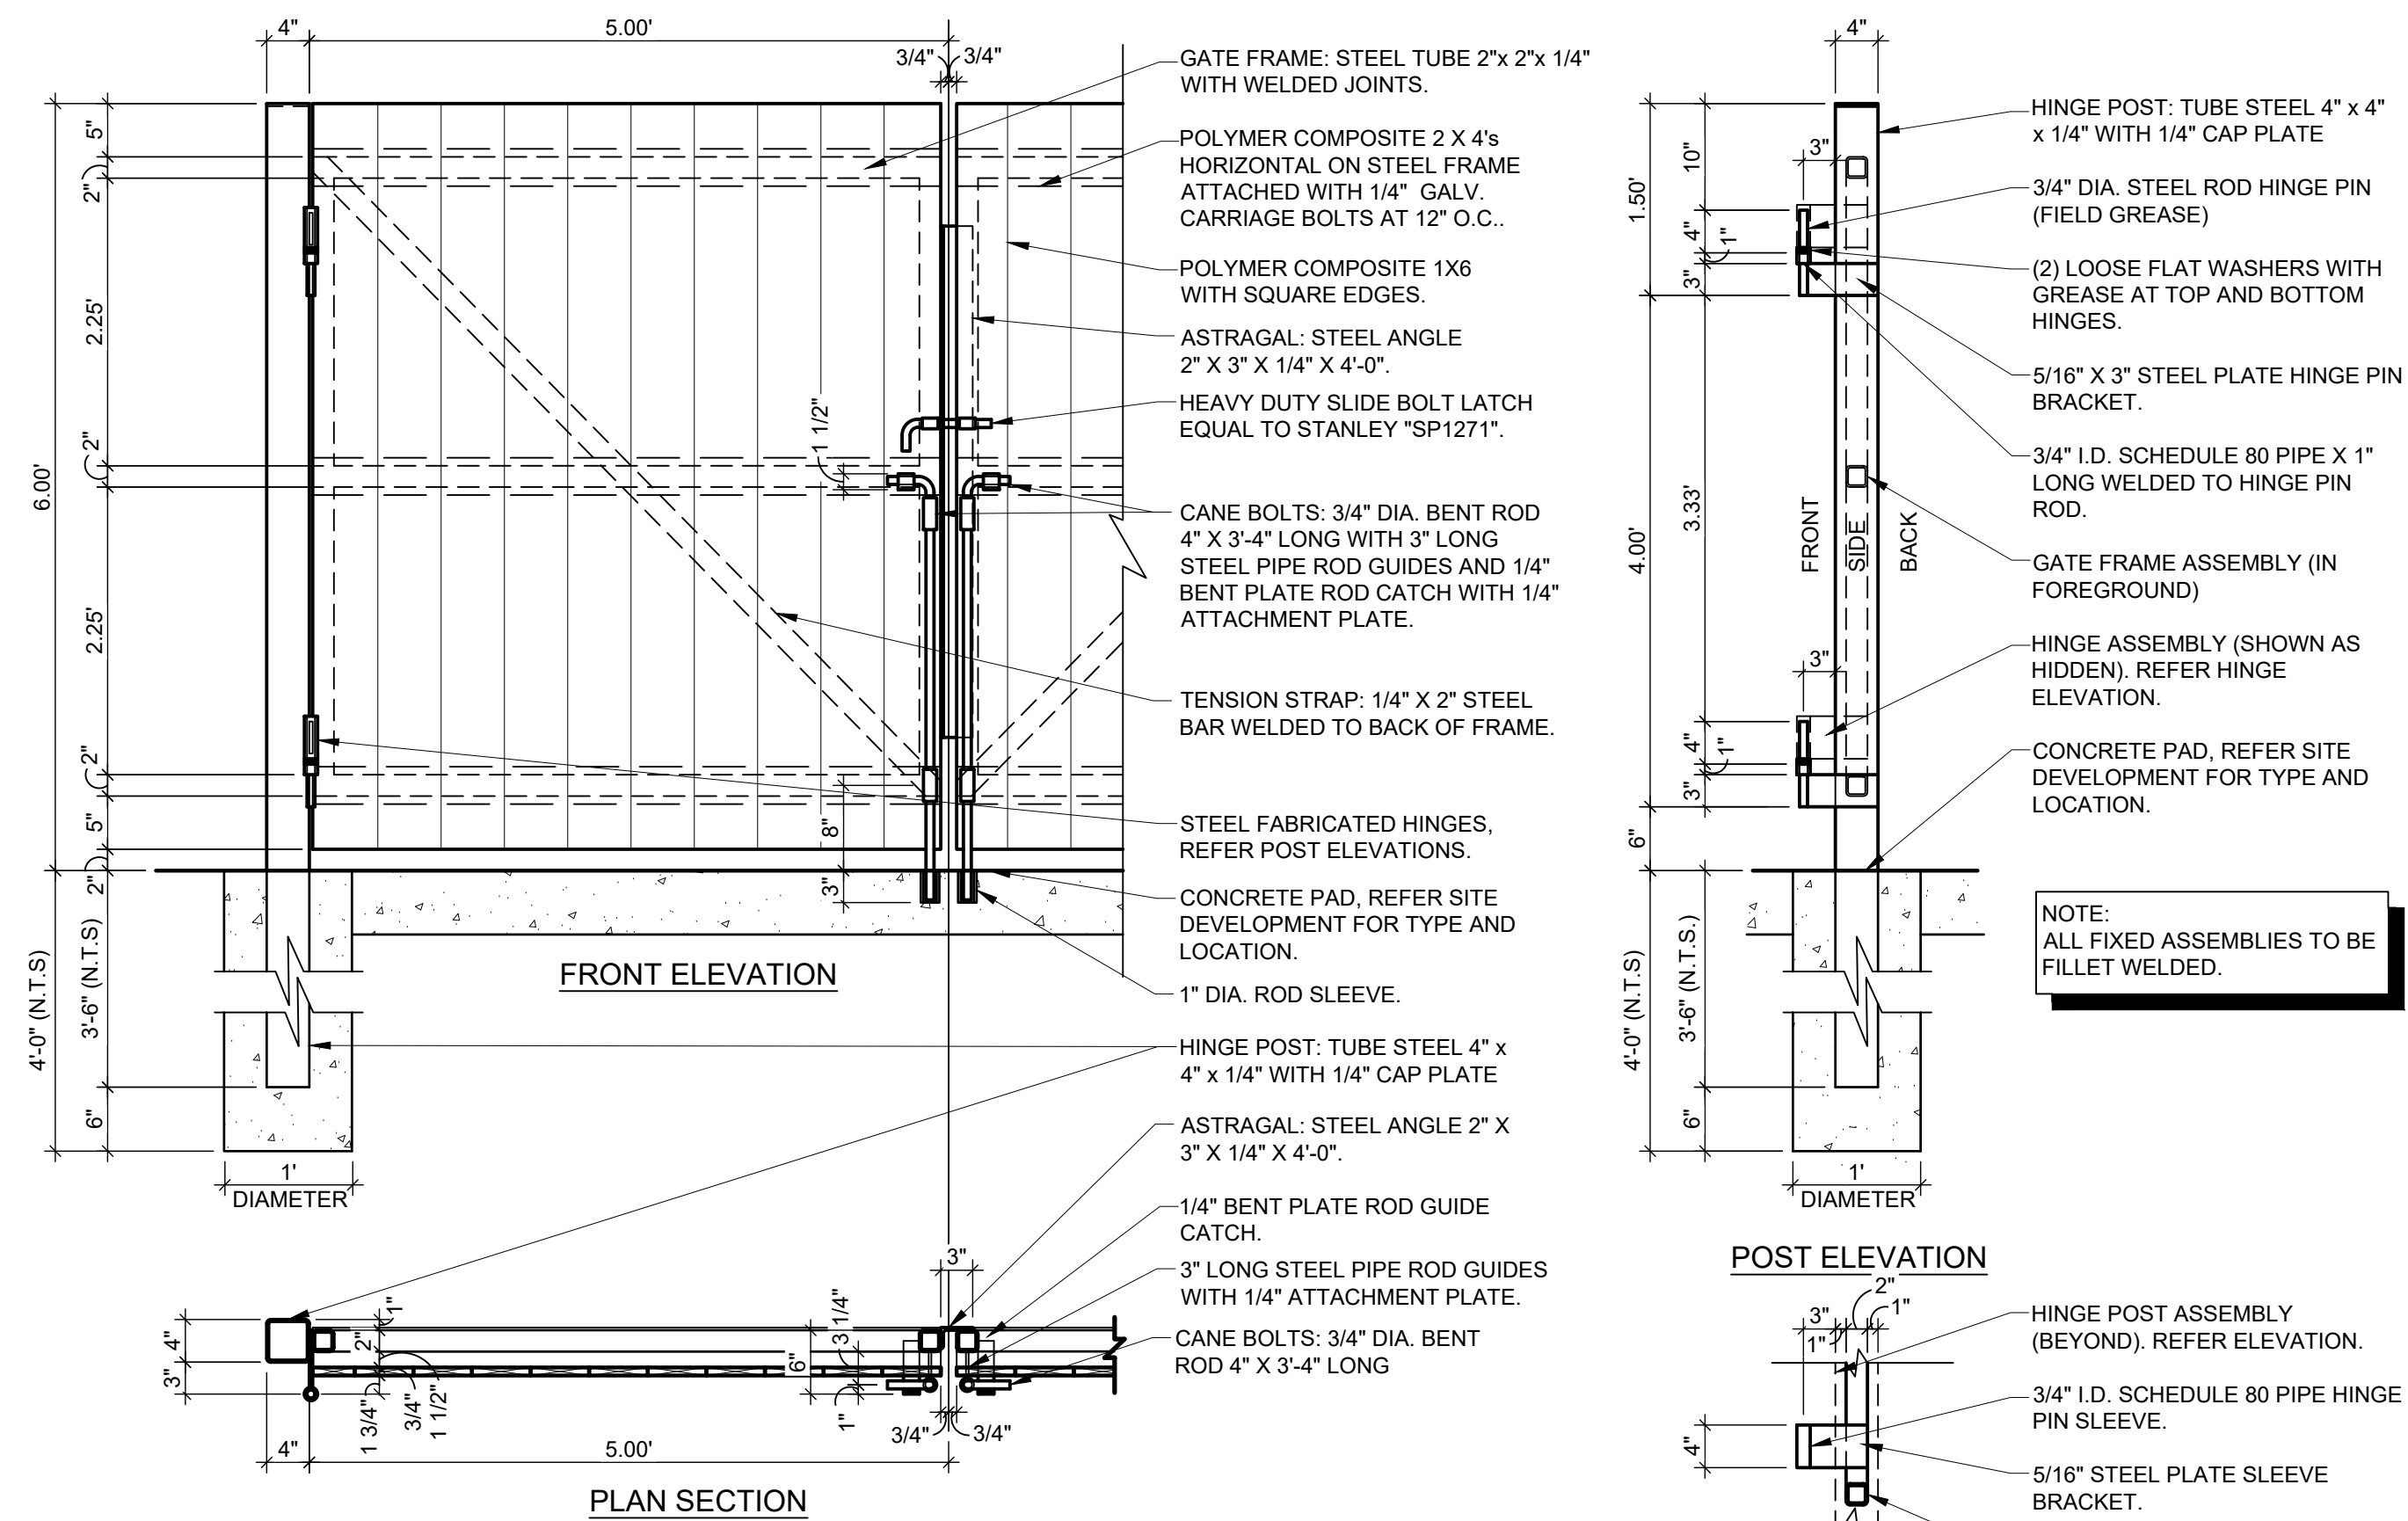 4"
5.00'
3/4"
3/4"
5"
2"
2.25'
2"
2.25'
2"
5"
2"
6.00'
1 1/2"
8"
3"
4'-0" (N.T.S)
3'-6" (N.T.S)
6"
1'
DIAMETER
FRONT ELEVATION
GATE FRAME: STEEL TUBE 2"x 2"x 1/4"
WITH WELDED JOINTS.
POLYMER COMPOSITE 2 X 4's
HORIZONTAL ON STEEL FRAME
ATTACHED WITH 1/4" GALV.
CARRIAGE BOLTS AT 12" O.C..
POLYMER COMPOSITE 1X6
WITH SQUARE EDGES.
ASTRAGAL: STEEL ANGLE
2" X 3" X 1/4" X 4'-0".
HEAVY DUTY SLIDE BOLT LATCH
EQUAL TO STANLEY "SP1271".
CANE BOLTS: 3/4" DIA. BENT ROD
4" X 3'-4" LONG WITH 3" LONG
STEEL PIPE ROD GUIDES AND 1/4"
BENT PLATE ROD CATCH WITH 1/4"
ATTACHMENT PLATE.
TENSION STRAP: 1/4" X 2" STEEL
BAR WELDED TO BACK OF FRAME.
STEEL FABRICATED HINGES,
REFER POST ELEVATIONS.
CONCRETE PAD, REFER SITE
DEVELOPMENT FOR TYPE AND
LOCATION.
1" DIA. ROD SLEEVE.
HINGE POST: TUBE STEEL 4" x
4" x 1/4" WITH 1/4" CAP PLATE
ASTRAGAL: STEEL ANGLE 2" X
3" X 1/4" X 4'-0".
1/4" BENT PLATE ROD GUIDE
CATCH.
3" LONG STEEL PIPE ROD GUIDES
WITH 1/4" ATTACHMENT PLATE.
CANE BOLTS: 3/4" DIA. BENT
ROD 4" X 3'-4" LONG
4"
3"
1"
2"
1 3/4"
3/4"
1 1/2"
6"
3 1/4"
1"
3"
3/4"
3/4"
4"
5.00'
PLAN SECTION
4"
1.50'
10"
3"
4"
1"
3"
4.00'
3.33'
FRONT
SIDE
BACK
3"
4"
1"
3"
6"
4'-0" (N.T.S)
3'-6" (N.T.S.)
6"
1'
DIAMETER
POST ELEVATION
HINGE POST: TUBE STEEL 4" x 4"
x 1/4" WITH 1/4" CAP PLATE
3/4" DIA. STEEL ROD HINGE PIN
(FIELD GREASE)
(2) LOOSE FLAT WASHERS WITH
GREASE AT TOP AND BOTTOM
HINGES.
5/16" X 3" STEEL PLATE HINGE PIN
BRACKET.
3/4" I.D. SCHEDULE 80 PIPE X 1"
LONG WELDED TO HINGE PIN
ROD.
GATE FRAME ASSEMBLY (IN
FOREGROUND)
HINGE ASSEMBLY (SHOWN AS
HIDDEN). REFER HINGE
ELEVATION.
CONCRETE PAD, REFER SITE
DEVELOPMENT FOR TYPE AND
LOCATION.
NOTE:
ALL FIXED ASSEMBLIES TO BE
FILLET WELDED.
2"
3"
1"
1"
4"
HINGE POST ASSEMBLY
(BEYOND). REFER ELEVATION.
3/4" I.D. SCHEDULE 80 PIPE HINGE
PIN SLEEVE.
5/16" STEEL PLATE SLEEVE
BRACKET.